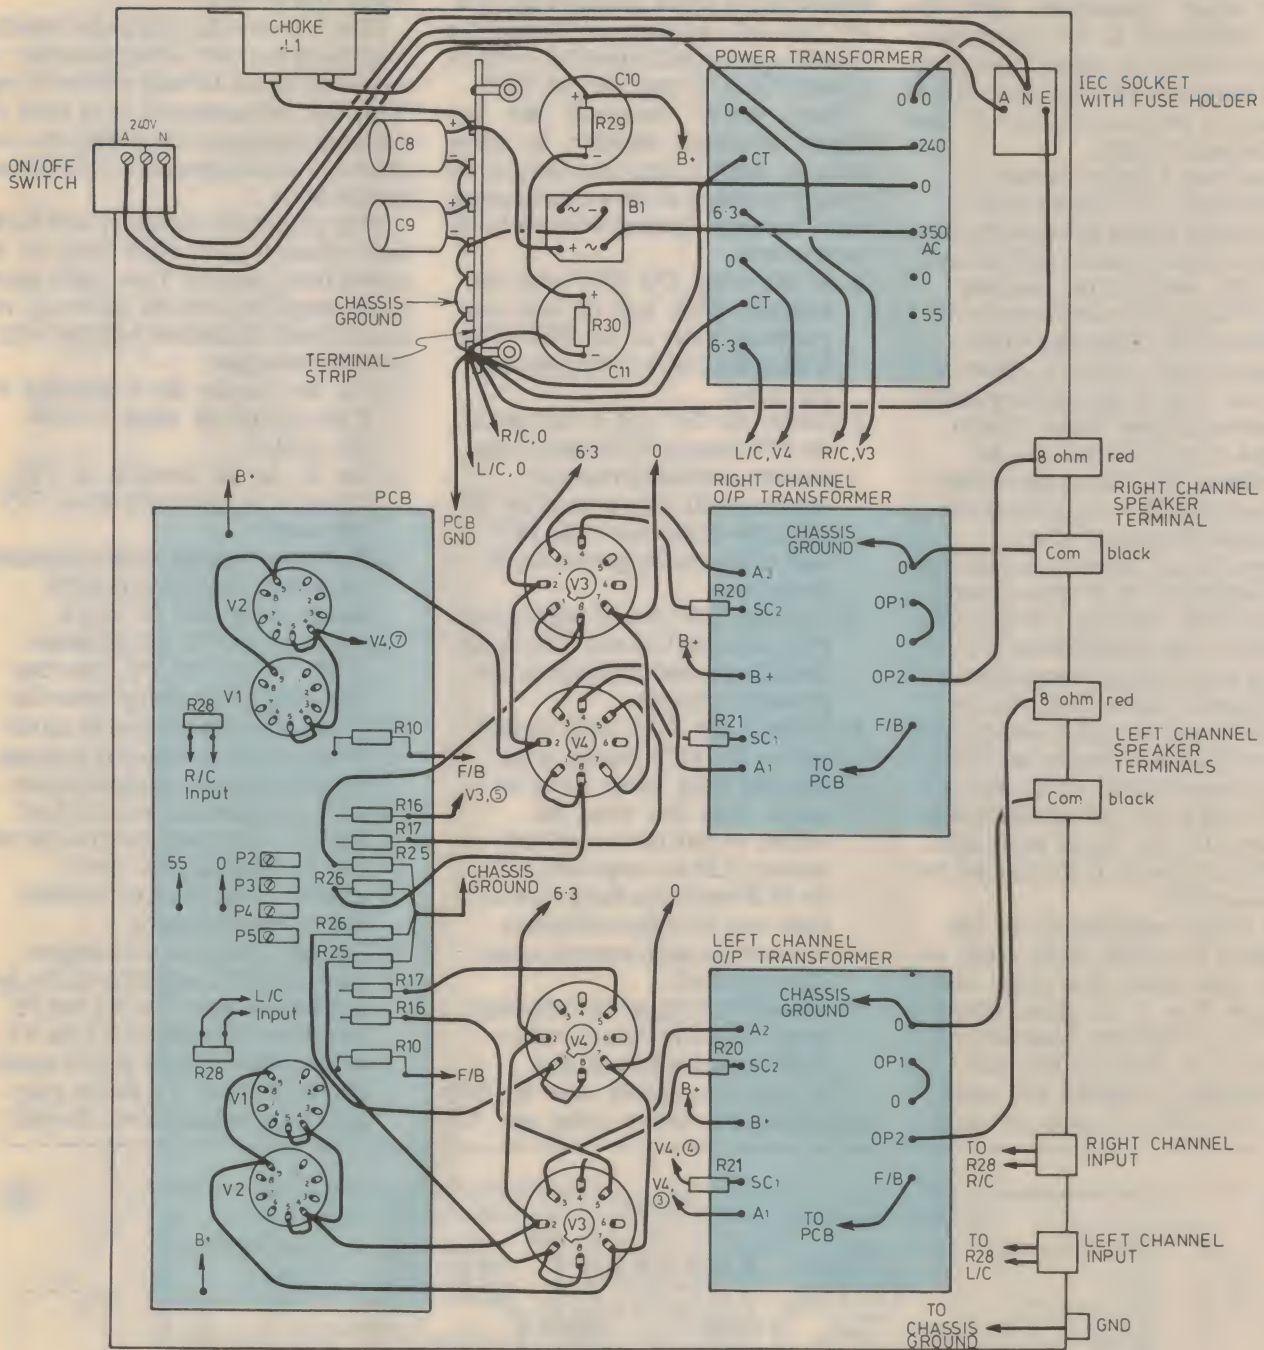 CHOKE
L1
POWER TRANSFORMER
IEC SOCKET
WITH FUSE HOLDER
A N E
ON/OFF
SWITCH
240V
A N
C8
C9
C10
R29
B+
B1
R30
C11
CHASSIS
GROUND
TERMINAL
STRIP
0
CT
6·3
0
CT
6·3
0 0
240
0
350
AC
0
55
R/C,0
L/C,0
PCB
GND
L/C,V4
R/C,V3
6·3
0
8 ohm red
RIGHT CHANNEL
SPEAKER
TERMINAL
Com black
RIGHT CHANNEL
O/P TRANSFORMER
CHASSIS
GROUND
0
A2
R20
SC2
OP1
0
B+
B+
OP2
R21
SC1
A1
F/B
TO
PCB
8 ohm red
LEFT CHANNEL
SPEAKER
TERMINALS
Com black
B+
PCB
V2
V4,⑦
V1
R28
R/C
Input
R10
F/B
V3,⑤
R16
R17
R25
R26
CHASSIS
GROUND
55
0
P2
P3
P4
P5
R26
R25
R17
R16
R10
F/B
L/C
Input
R28
V1
V2
B+
V3
V4
6·3
0
V4
V3
LEFT CHANNEL
O/P TRANSFORMER
CHASSIS
GROUND
0
A2
R20
SC2
OP1
0
B+
B+
OP2
V4,④
R21
SC1
V4,
③
A1
F/B
TO
PCB
TO
R28
R/C
RIGHT CHANNEL
INPUT
TO
R28
L/C
LEFT CHANNEL
INPUT
TO
CHASSIS
GROUND
GND